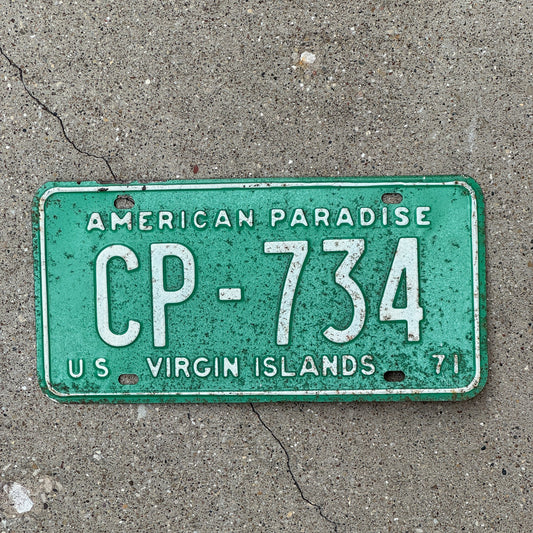 AMERICAN PARADISE
CP-734
US VIRGIN ISLANDS 71